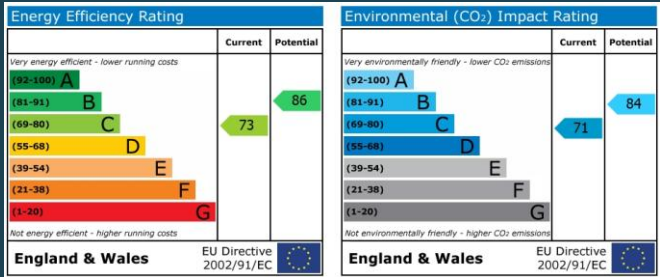 Energy Efficiency Rating
Current Potential
Very energy efficient - lower running costs
(92-100) A
(81-91) B
86
(69-80) C
73
(55-68) D
(39-54) E
(21-38) F
(1-20) G
Not energy efficient - higher running costs
England & Wales
EU Directive
2002/91/EC
Environmental (CO₂) Impact Rating
Current Potential
Very environmentally friendly - lower CO₂ emissions
(92-100) A
(81-91) B
84
(69-80) C
71
(55-68) D
(39-54) E
(21-38) F
(1-20) G
Not environmentally friendly - higher CO₂ emissions
England & Wales
EU Directive
2002/91/EC